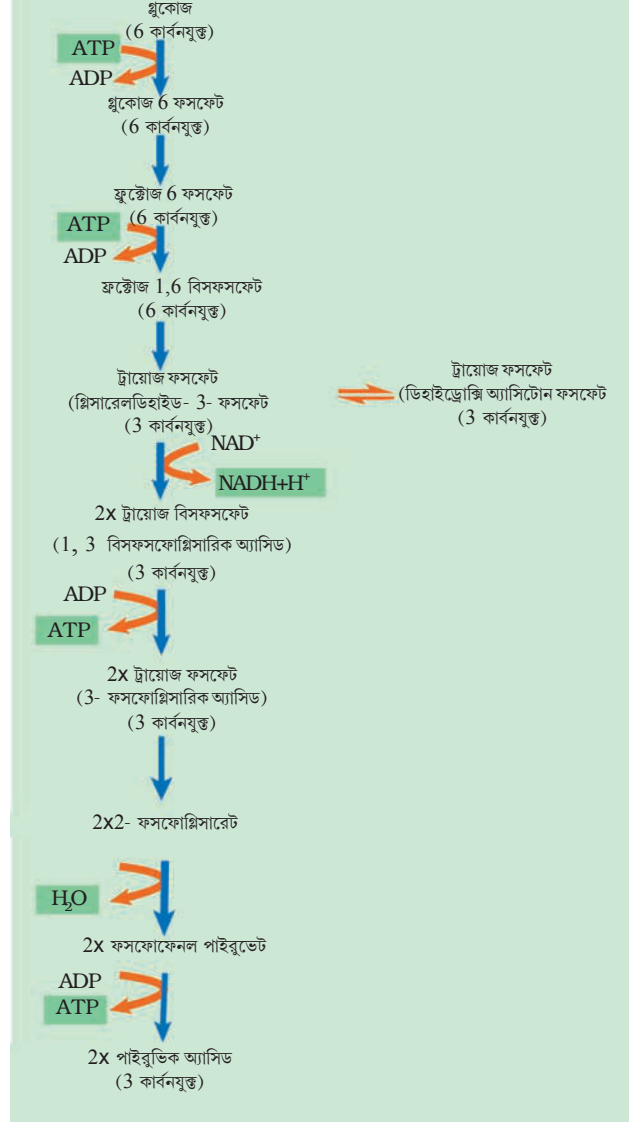 গ্লুকোজ
(6 কার্বনযুক্ত)
ATP
ADP
গ্লুকোজ 6 ফসফেট
(6 কার্বনযুক্ত)
ফ্রুক্টোজ 6 ফসফেট
(6 কার্বনযুক্ত)
ATP
ADP
ফ্রক্টোজ 1,6 বিসফসফেট
(6 কার্বনযুক্ত)
ট্রায়োজ ফসফেট
(গ্লিসারেলডিহাইড- 3- ফসফেট
(3 কার্বনযুক্ত)
ট্রায়োজ ফসফেট
(ডিহাইড্রোক্সি অ্যাসিটোন ফসফেট
(3 কার্বনযুক্ত)
NAD⁺
NADH+H⁺
2x ট্রায়োজ বিসফসফেট
(1, 3 বিসফসফোগ্লিসারিক অ্যাসিড)
(3 কার্বনযুক্ত)
ADP
ATP
2x ট্রায়োজ ফসফেট
(3- ফসফোগ্লিসারিক অ্যাসিড)
(3 কার্বনযুক্ত)
2x2- ফসফোগ্লিসারেট
H₂O
2x ফসফোফেনল পাইরুভেট
ADP
ATP
2x পাইরুভিক অ্যাসিড
(3 কার্বনযুক্ত)